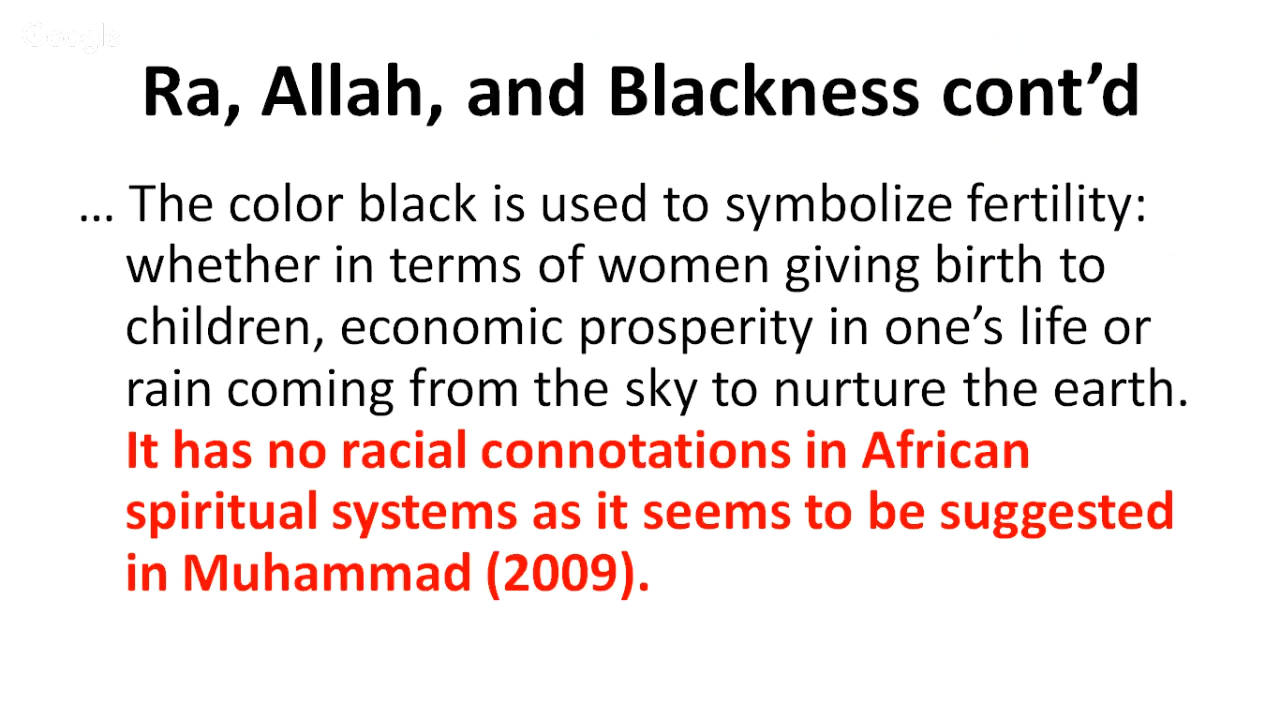 Google
Ra, Allah, and Blackness cont’d
... The color black is used to symbolize fertility:
whether in terms of women giving birth to
children, economic prosperity in one’s life or
rain coming from the sky to nurture the earth.
It has no racial connotations in African
spiritual systems as it seems to be suggested
in Muhammad (2009).